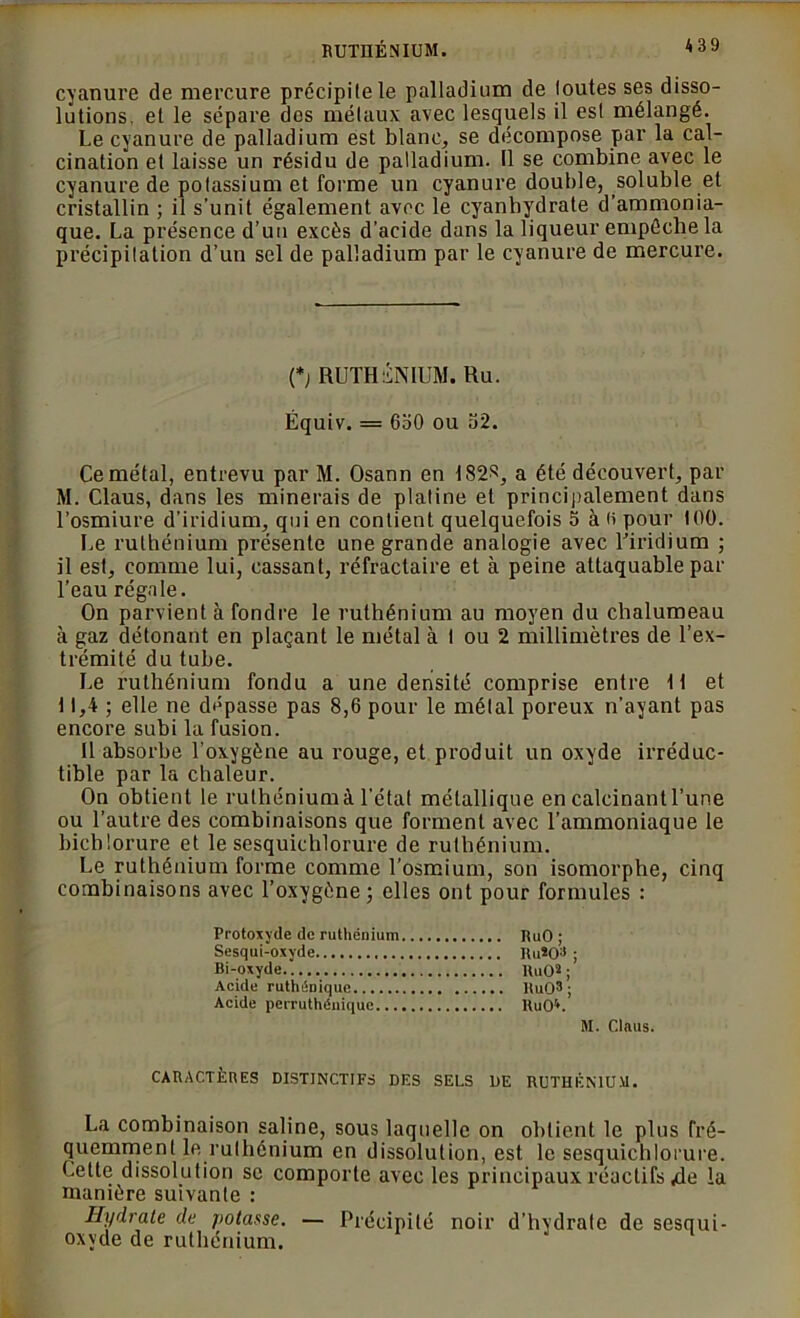 RUTHÉNIUM. 439
cyanure de mercure précipite le palladium de toutes ses disso-
lutions, et le sépare des métaux avec lesquels il est mélangé.
Le cyanure de palladium est blanc, se décompose par la cal-
cination et laisse un résidu de palladium. Il se combine avec le
cyanure de potassium et forme un cyanure double, soluble et
cristallin ; il s'unit également avec le cyanhydrate d'ammonia-
que. La présence d'un excès d'acide dans la liqueur empêche la
précipitation d'un sel de palladium par le cyanure de mercure.
(*) RUTHÉNIUM. Ru.
Équiv. = 650 ou 52.
Ce métal, entrevu par M. Osann en 1828, a été découvert, par
M. Claus, dans les minerais de platine et principalement dans
l'osmiure d'iridium, qui en contient quelquefois 5 à 6 pour 100.
Le ruthénium présente une grande analogie avec l'iridium ;
il est, comme lui, cassant, réfractaire et à peine attaquable par
l'eau régale.
On parvient à fondre le ruthénium au moyen du chalumeau
à gaz détonant en plaçant le métal à 1 ou 2 millimètres de l'ex-
trémité du tube.
Le ruthénium fondu a une densité comprise entre 11 et
11,4 ; elle ne dépasse pas 8,6 pour le métal poreux n'ayant pas
encore subi la fusion.
Il absorbe l'oxygène au rouge, et produit un oxyde irréduc-
tible par la chaleur.
On obtient le ruthénium à l'état métallique en calcinant l'une
ou l'autre des combinaisons que forment avec l'ammoniaque le
bichlorure et le sesquichlorure de ruthénium.
Le ruthénium forme comme l'osmium, son isomorphe, cinq
combinaisons avec l'oxygène ; elles ont pour formules :
Protoxyde de ruthénium............ RuO ;
Sesqui-oxyde...................... Ru²O³ ;
Bi-oxyde.......................... RuO² ;
Acide ruthénique.................. RuO³ ;
Acide perruthénique............... RuO⁴.
M. Claus.
CARACTÈRES DISTINCTIFS DES SELS DE RUTHÉNIUM.
La combinaison saline, sous laquelle on obtient le plus fré-
quemment le ruthénium en dissolution, est le sesquichlorure.
Cette dissolution se comporte avec les principaux réactifs de la
manière suivante :
Hydrate de potasse. — Précipité noir d'hydrate de sesqui-
oxyde de ruthénium.